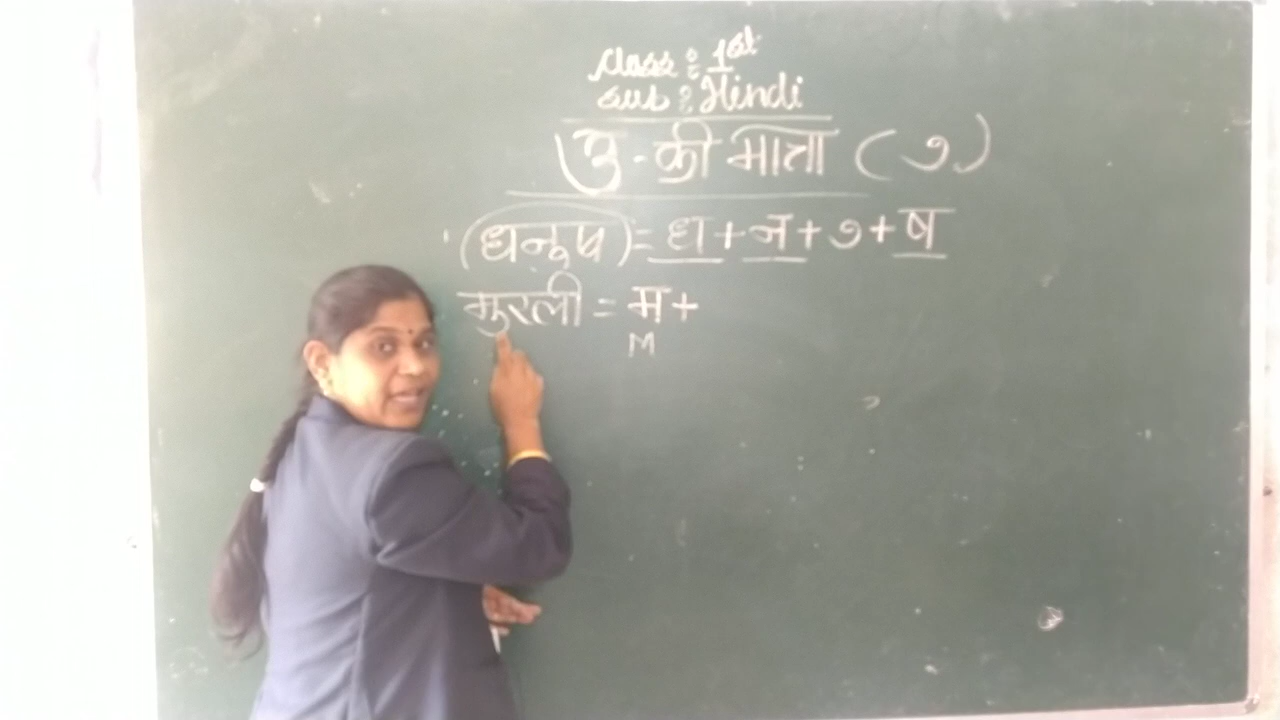 Class : 1st
Sub : Hindi
उ - की मात्रा ( ु )
(धनुष) = ध + न + ु + ष
मुरली = म +
M